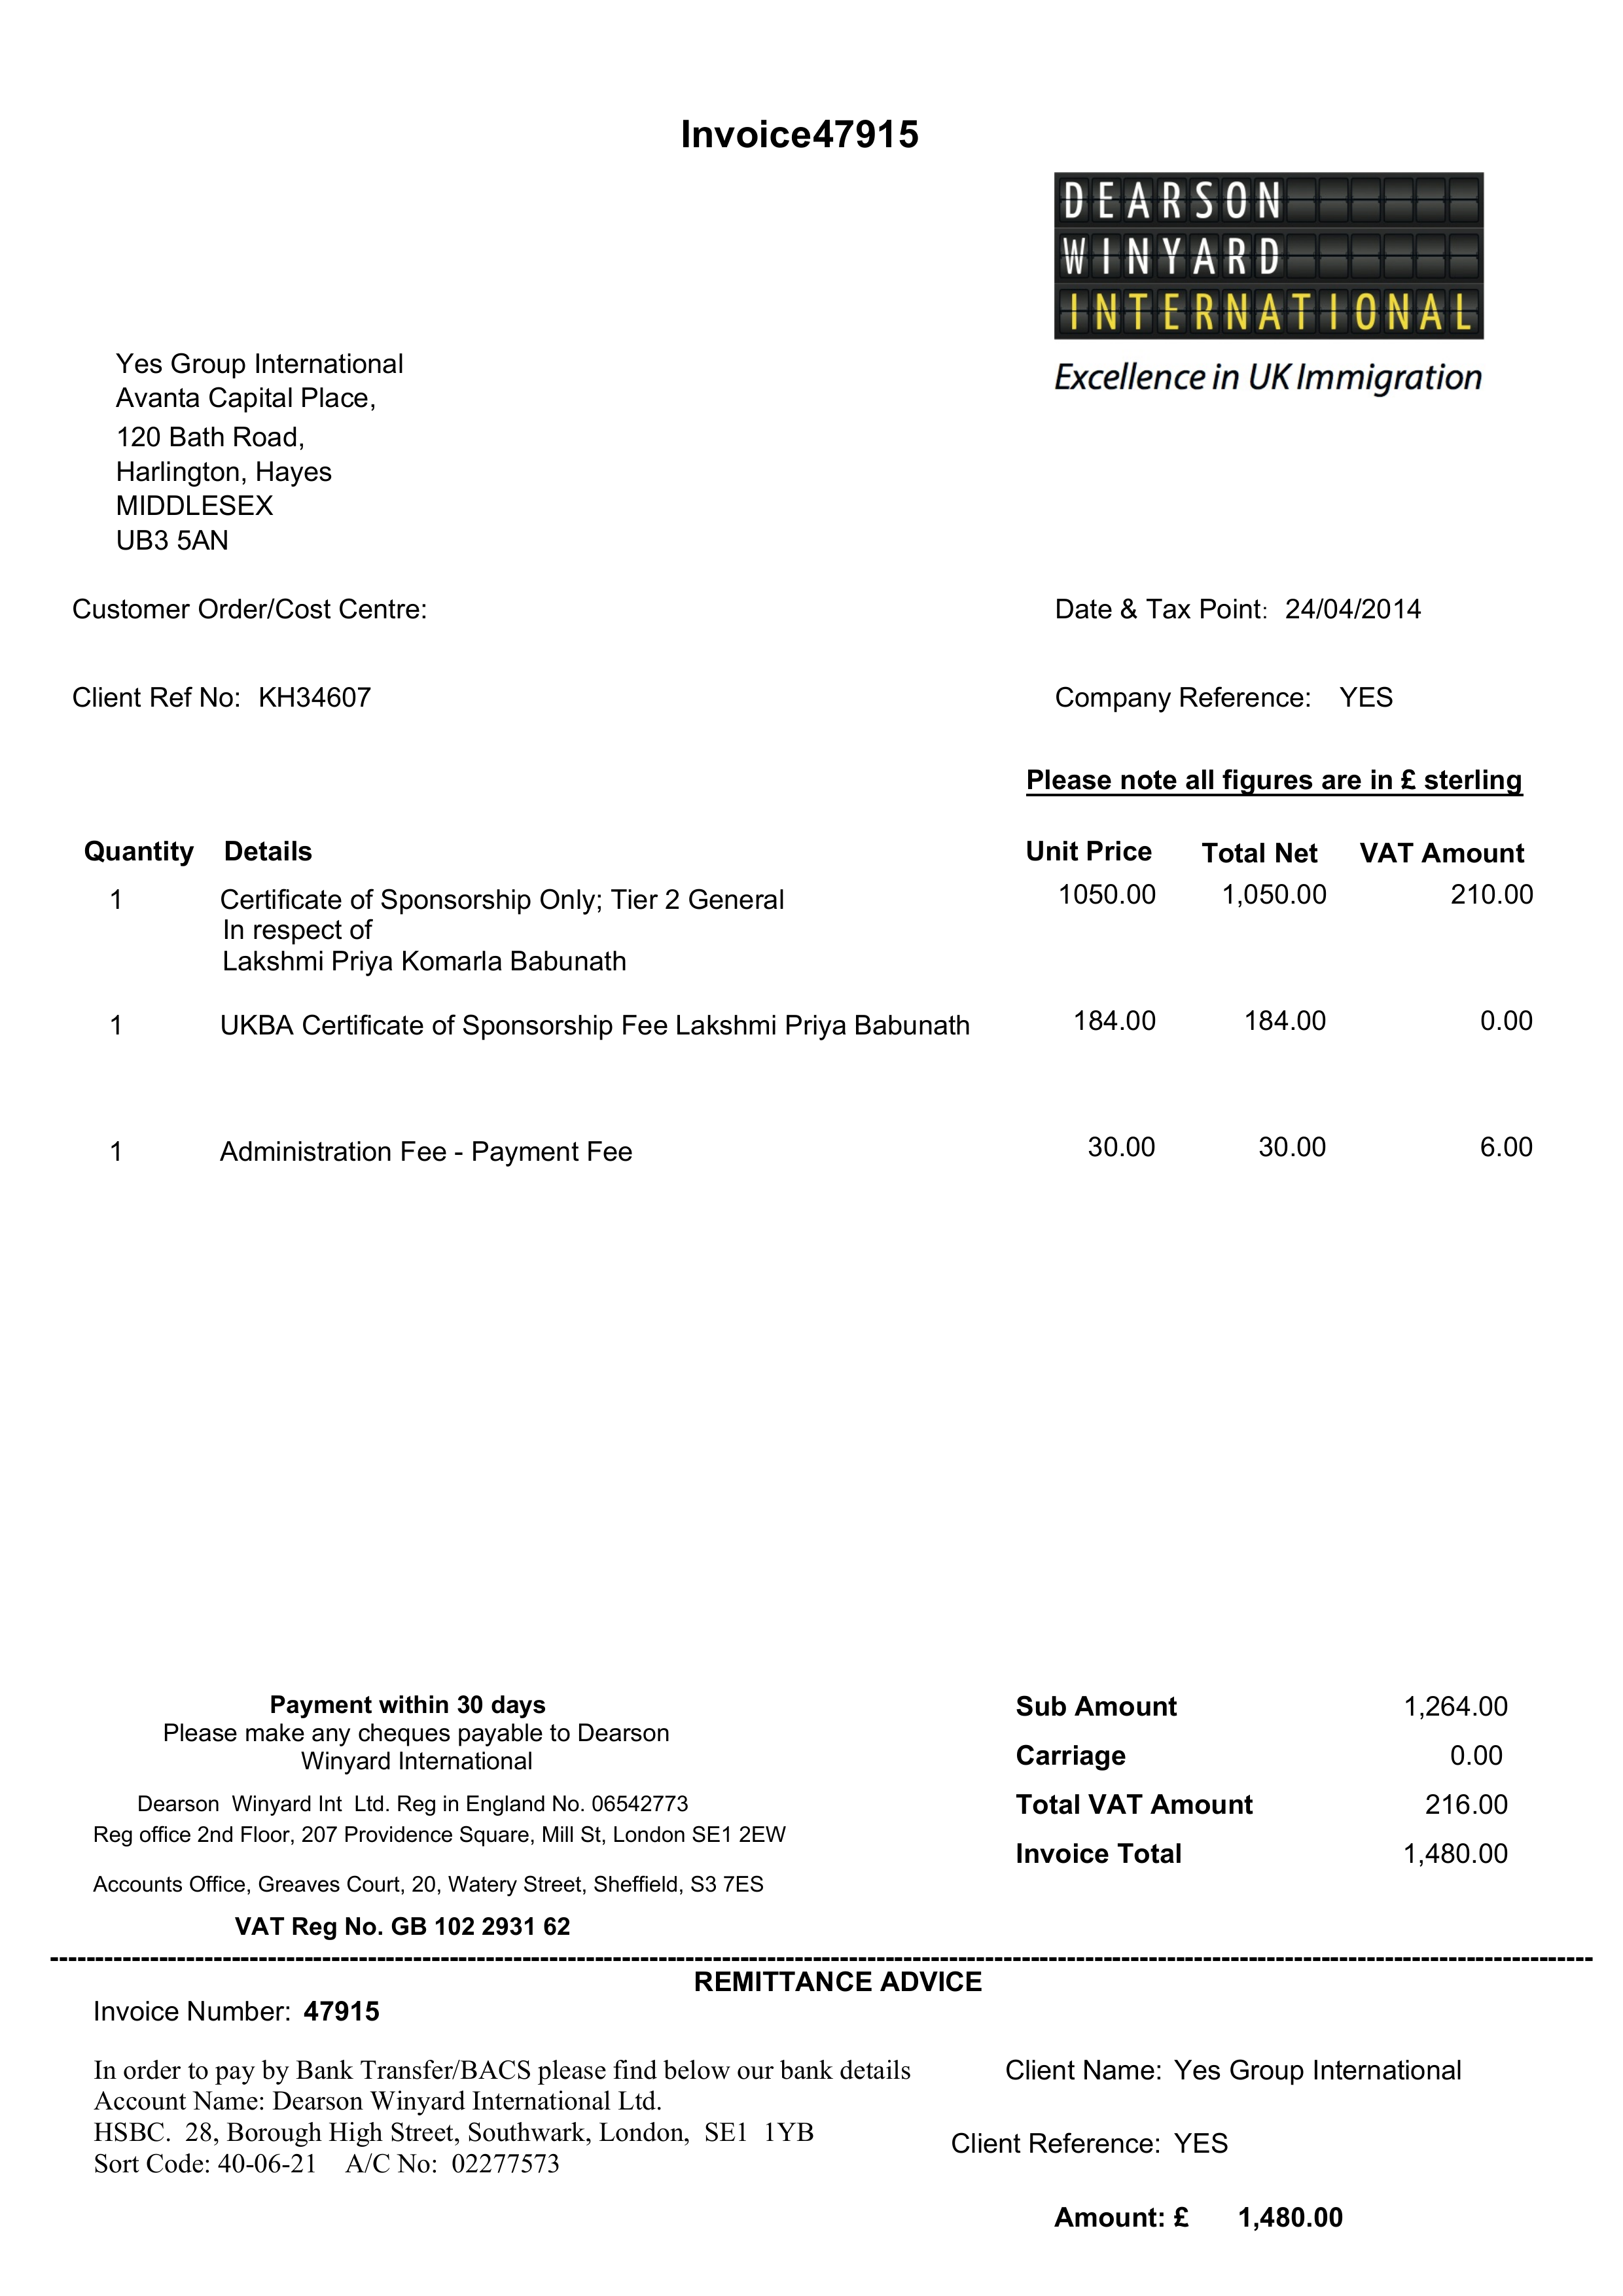 Invoice47915
DEARSON
WINYARD
INTERNATIONAL
Excellence in UK Immigration
Yes Group International
Avanta Capital Place,
120 Bath Road,
Harlington, Hayes
MIDDLESEX
UB3 5AN
Customer Order/Cost Centre:
Date & Tax Point: 24/04/2014
Client Ref No: KH34607
Company Reference: YES
Please note all figures are in £ sterling
Quantity Details Unit Price Total Net VAT Amount
1 Certificate of Sponsorship Only; Tier 2 General 1050.00 1,050.00 210.00
In respect of
Lakshmi Priya Komarla Babunath
1 UKBA Certificate of Sponsorship Fee Lakshmi Priya Babunath 184.00 184.00 0.00
1 Administration Fee - Payment Fee 30.00 30.00 6.00
Payment within 30 days
Please make any cheques payable to Dearson
Winyard International
Dearson Winyard Int Ltd. Reg in England No. 06542773
Reg office 2nd Floor, 207 Providence Square, Mill St, London SE1 2EW
Accounts Office, Greaves Court, 20, Watery Street, Sheffield, S3 7ES
VAT Reg No. GB 102 2931 62
Sub Amount 1,264.00
Carriage 0.00
Total VAT Amount 216.00
Invoice Total 1,480.00
REMITTANCE ADVICE
Invoice Number: 47915
In order to pay by Bank Transfer/BACS please find below our bank details
Account Name: Dearson Winyard International Ltd.
HSBC. 28, Borough High Street, Southwark, London, SE1 1YB
Sort Code: 40-06-21 A/C No: 02277573
Client Name: Yes Group International
Client Reference: YES
Amount: £ 1,480.00